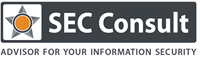 SEC Consult
ADVISOR FOR YOUR INFORMATION SECURITY